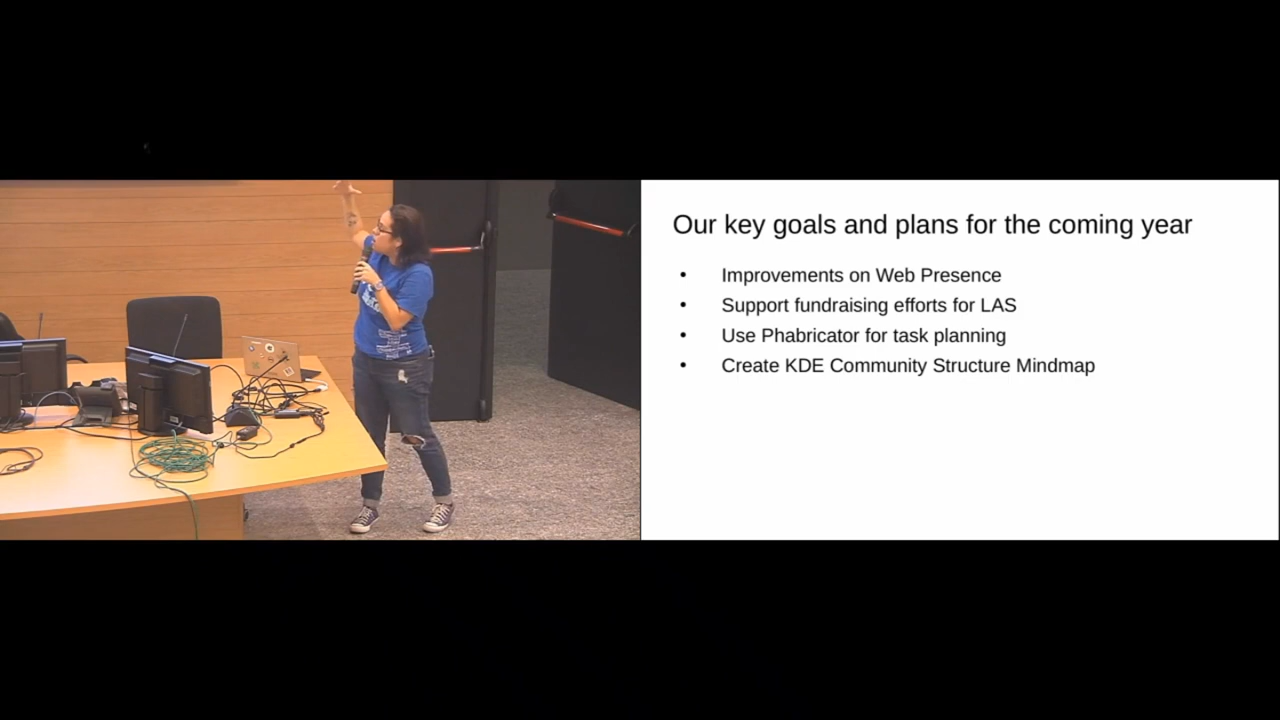 Our key goals and plans for the coming year
• Improvements on Web Presence
• Support fundraising efforts for LAS
• Use Phabricator for task planning
• Create KDE Community Structure Mindmap